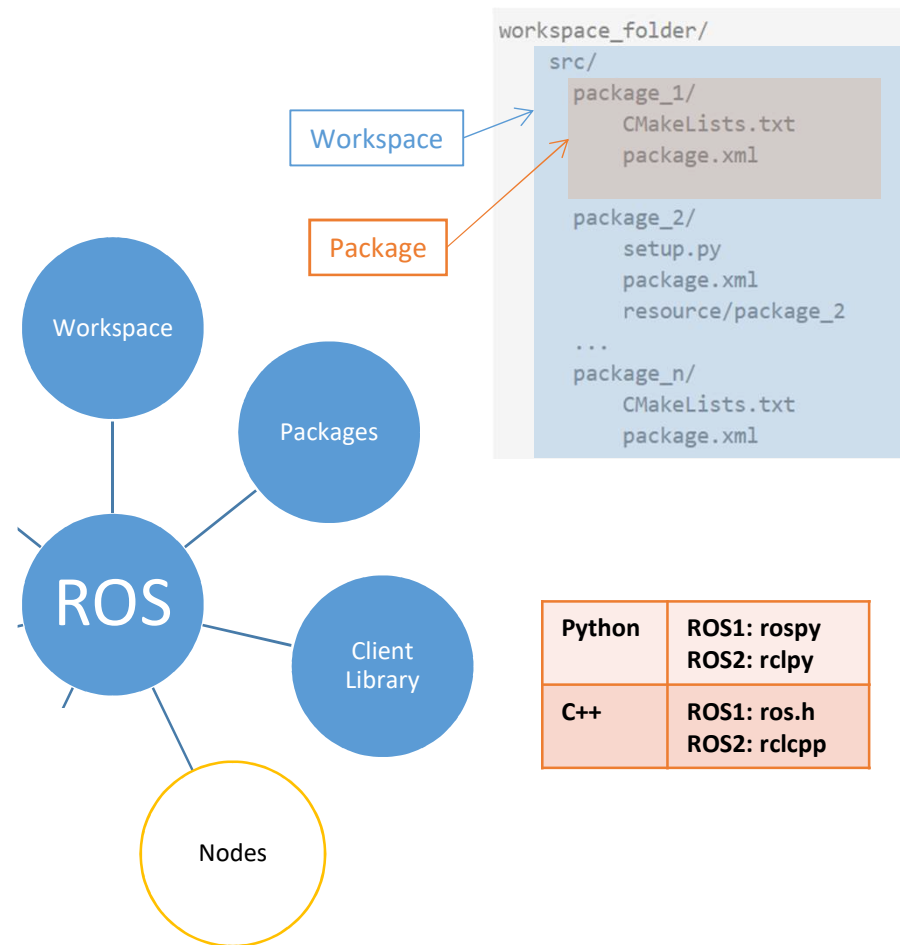 workspace_folder/
src/
package_1/
CMakeLists.txt
package.xml
package_2/
setup.py
package.xml
resource/package_2
...
package_n/
CMakeLists.txt
package.xml
Workspace
Package
Workspace
Packages
ROS
Client
Library
Nodes
Python
ROS1: rospy
ROS2: rclpy
C++
ROS1: ros.h
ROS2: rclcpp